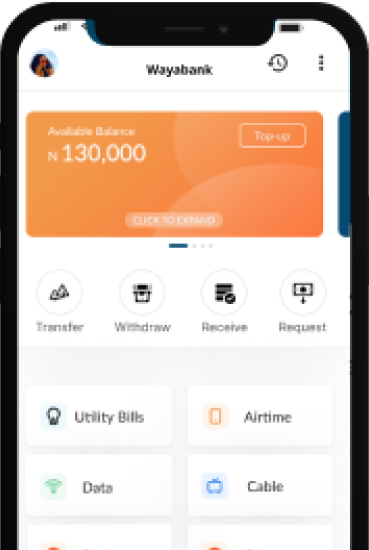 Wayabank
Available Balance
N 130,000
Top-up
CLICK TO EXPAND
Transfer Withdraw Receive Request
Utility Bills Airtime
Data Cable